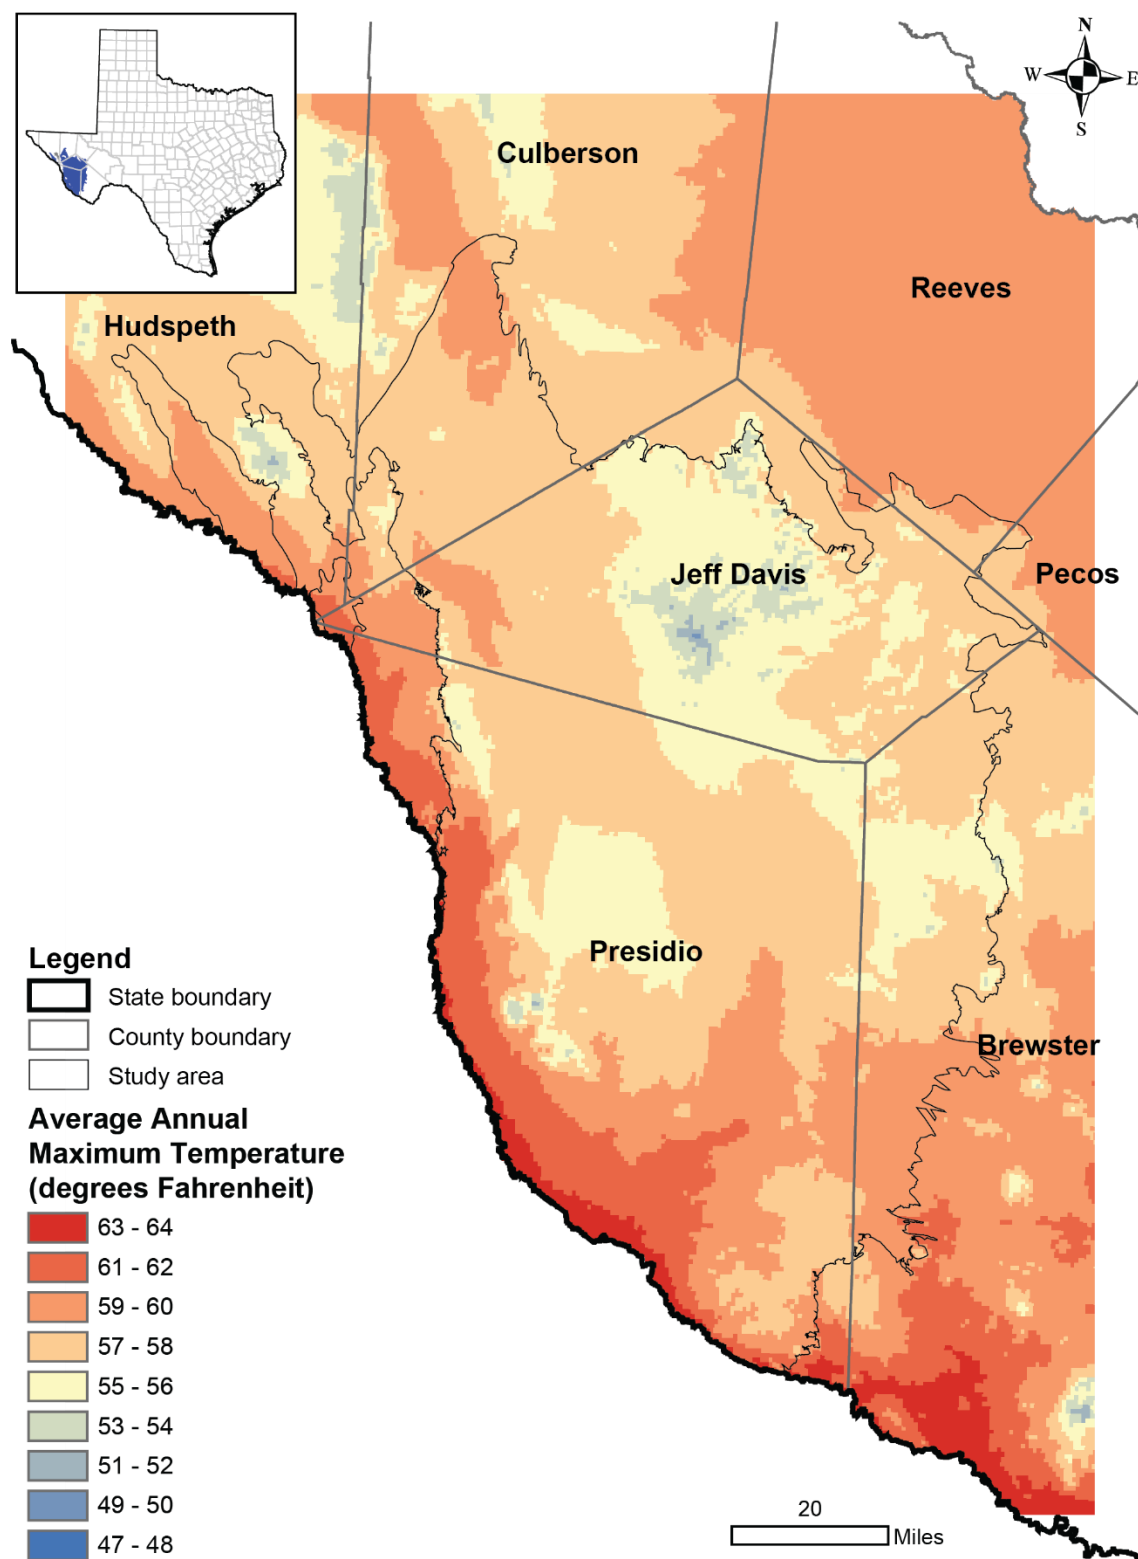 N
W
E
S
Culberson
Reeves
Hudspeth
Jeff Davis
Pecos
Presidio
Brewster
Legend
State boundary
County boundary
Study area
Average Annual
Maximum Temperature
(degrees Fahrenheit)
63 - 64
61 - 62
59 - 60
57 - 58
55 - 56
53 - 54
51 - 52
49 - 50
47 - 48
20
Miles